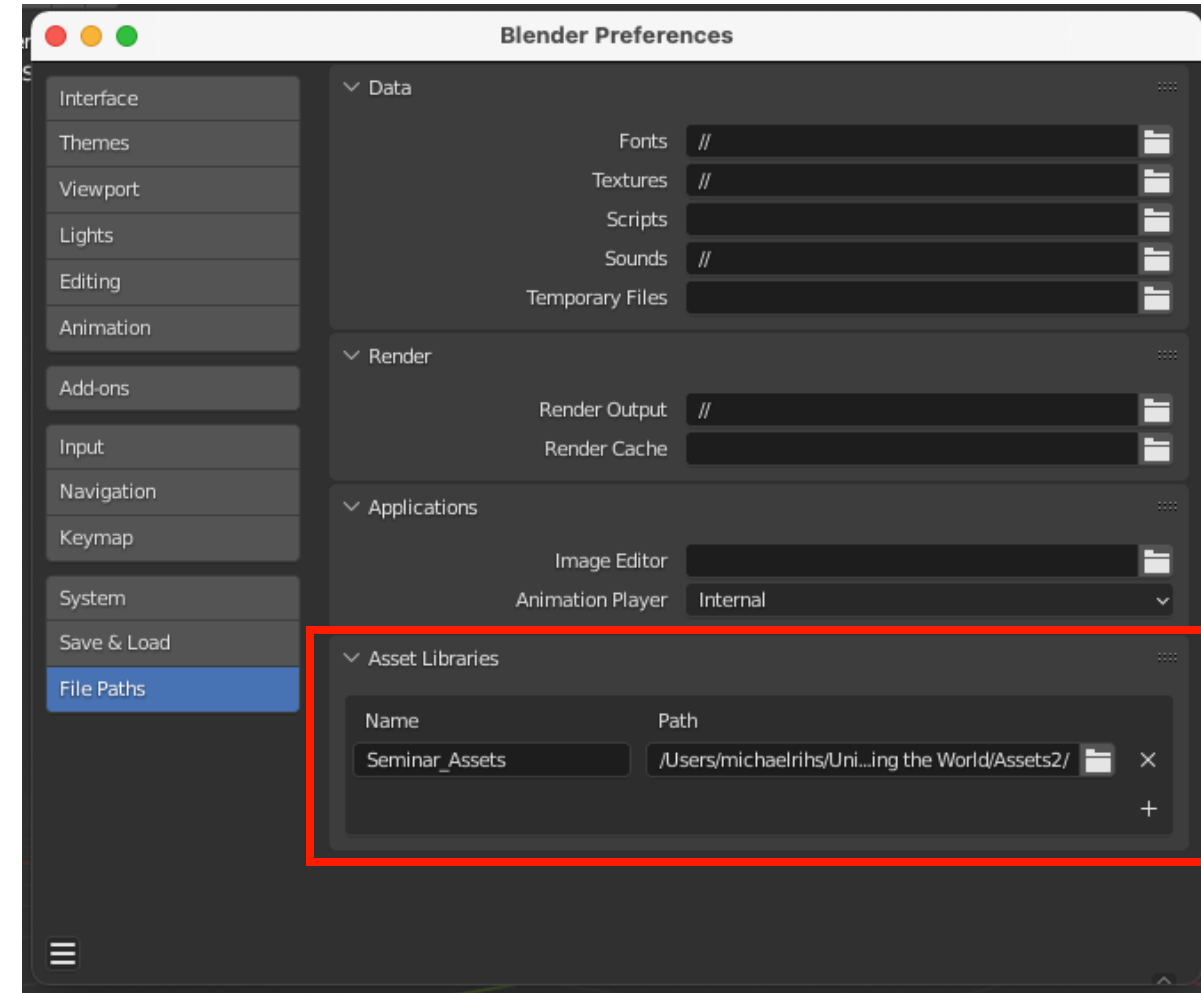 Blender Preferences
Interface
Themes
Viewport
Lights
Editing
Animation
Add-ons
Input
Navigation
Keymap
System
Save & Load
File Paths
Data
Fonts //
Textures //
Scripts
Sounds //
Temporary Files
Render
Render Output //
Render Cache
Applications
Image Editor
Animation Player Internal
Asset Libraries
Name Path
Seminar_Assets /Users/michaelrihs/Uni...ing the World/Assets2/